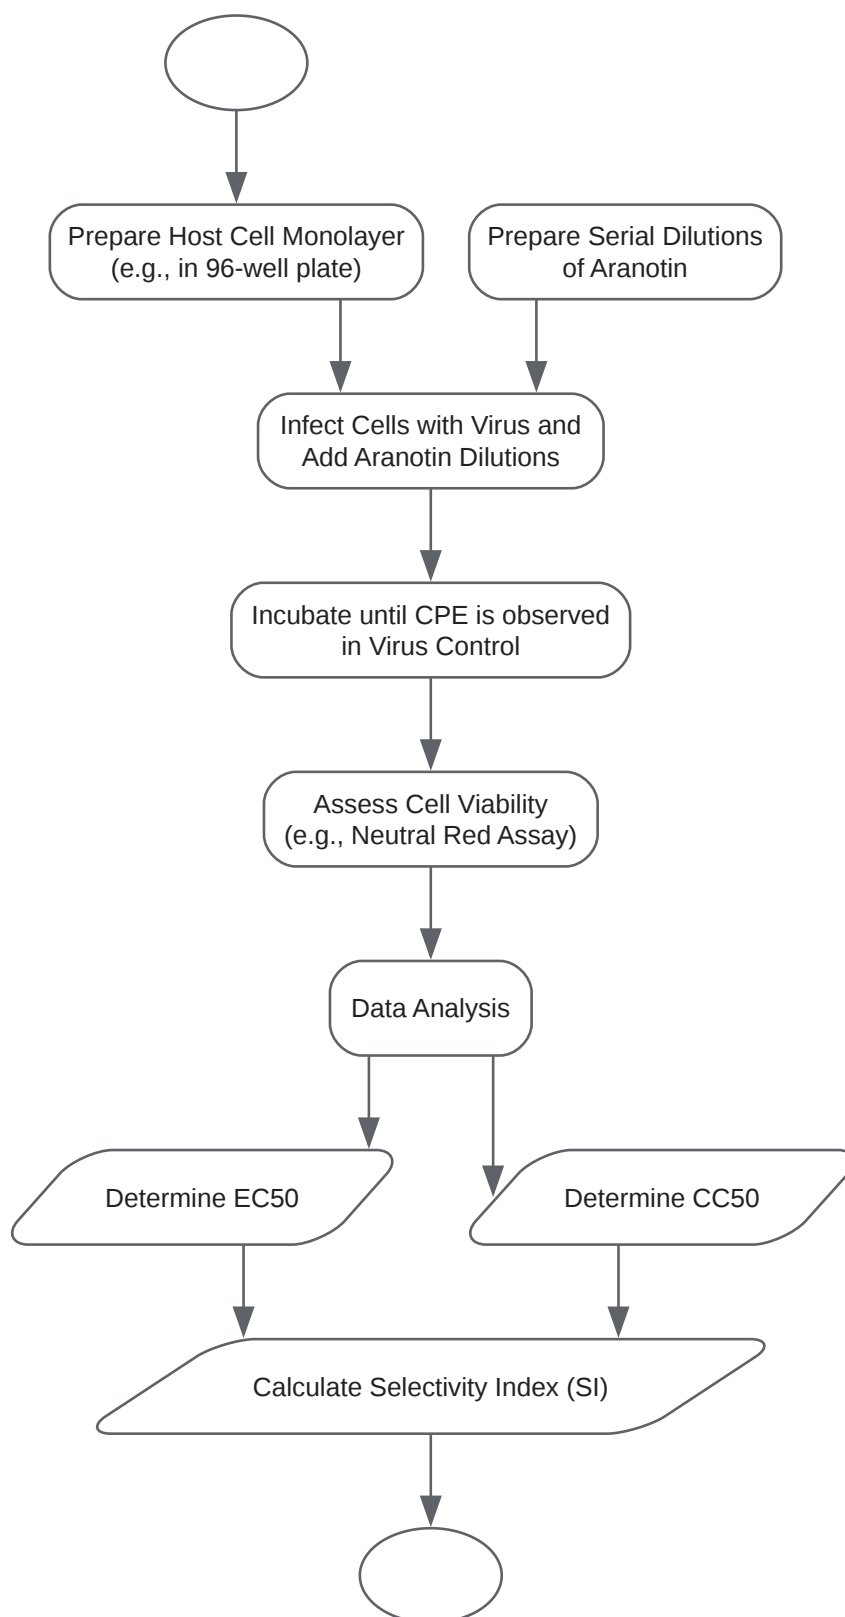 Prepare Host Cell Monolayer
(e.g., in 96-well plate)
Prepare Serial Dilutions
of Aranotin
Infect Cells with Virus and
Add Aranotin Dilutions
Incubate until CPE is observed
in Virus Control
Assess Cell Viability
(e.g., Neutral Red Assay)
Data Analysis
Determine EC50
Determine CC50
Calculate Selectivity Index (SI)